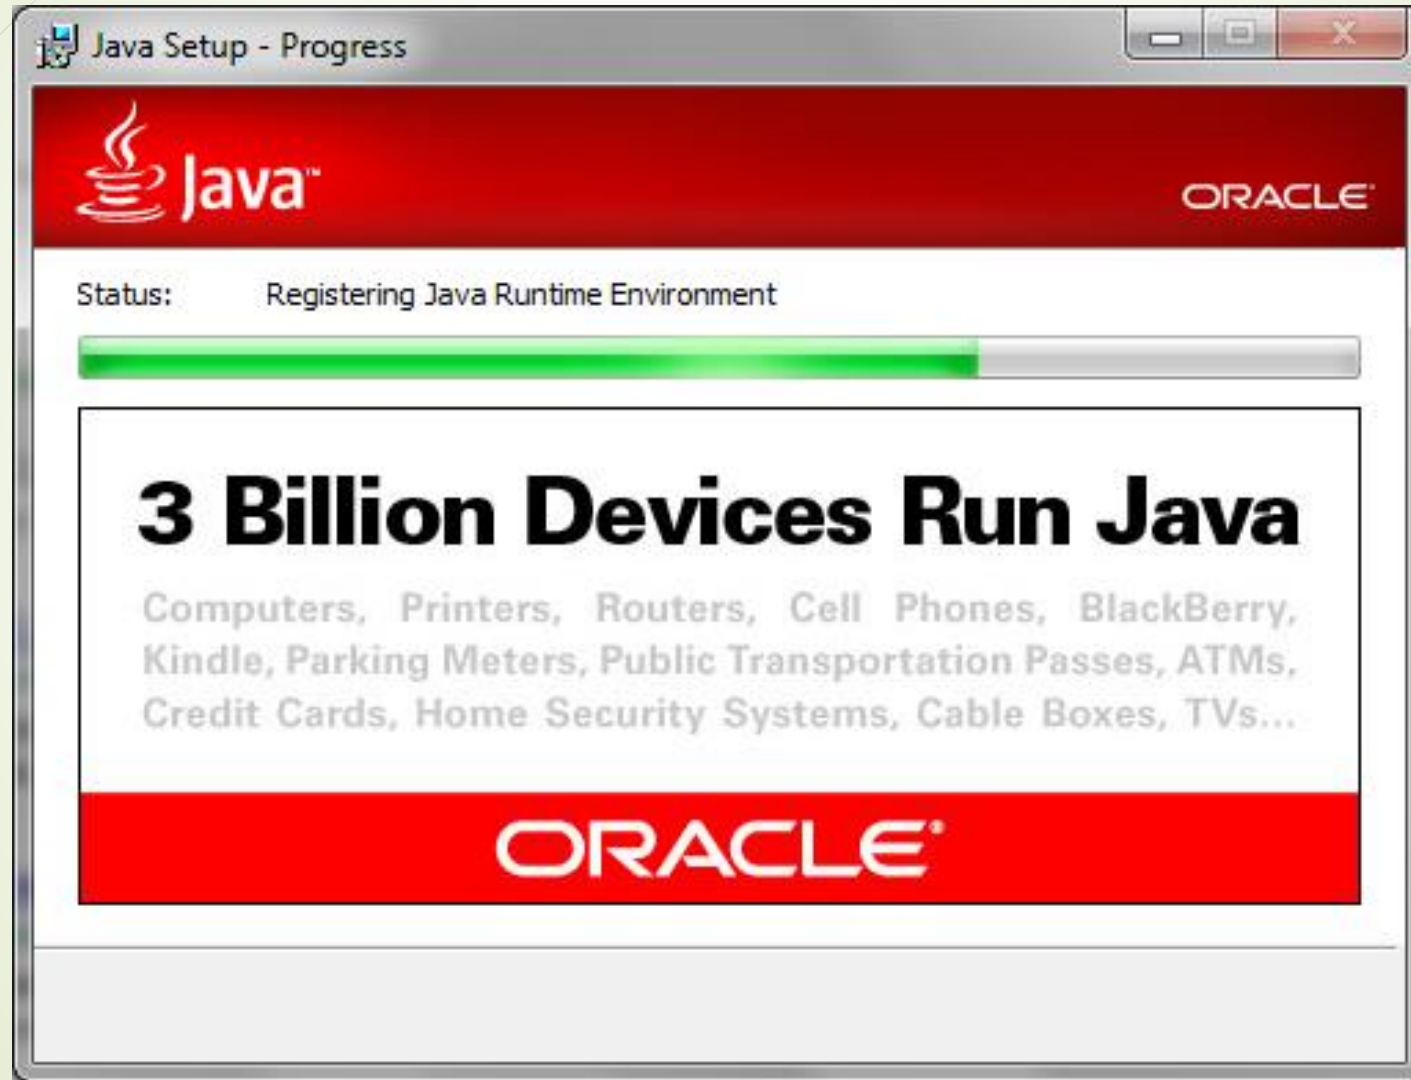 Java Setup - Progress
Java™
ORACLE®
Status: Registering Java Runtime Environment
3 Billion Devices Run Java
Computers, Printers, Routers, Cell Phones, BlackBerry,
Kindle, Parking Meters, Public Transportation Passes, ATMs,
Credit Cards, Home Security Systems, Cable Boxes, TVs...
ORACLE®